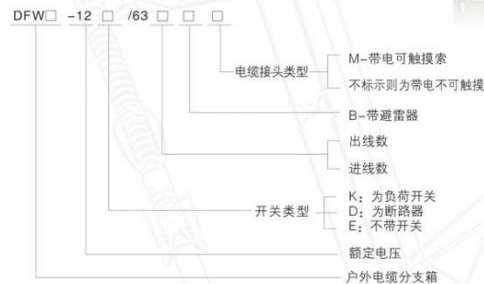 DFW□ -12 □ /63 □ □ □
电缆接头类型
M-带电可触摸索
不标示则为带电不可触摸
B-带避雷器
出线数
进线数
开关类型
K：为负荷开关
D：为断路器
E：不带开关
额定电压
户外电缆分支箱